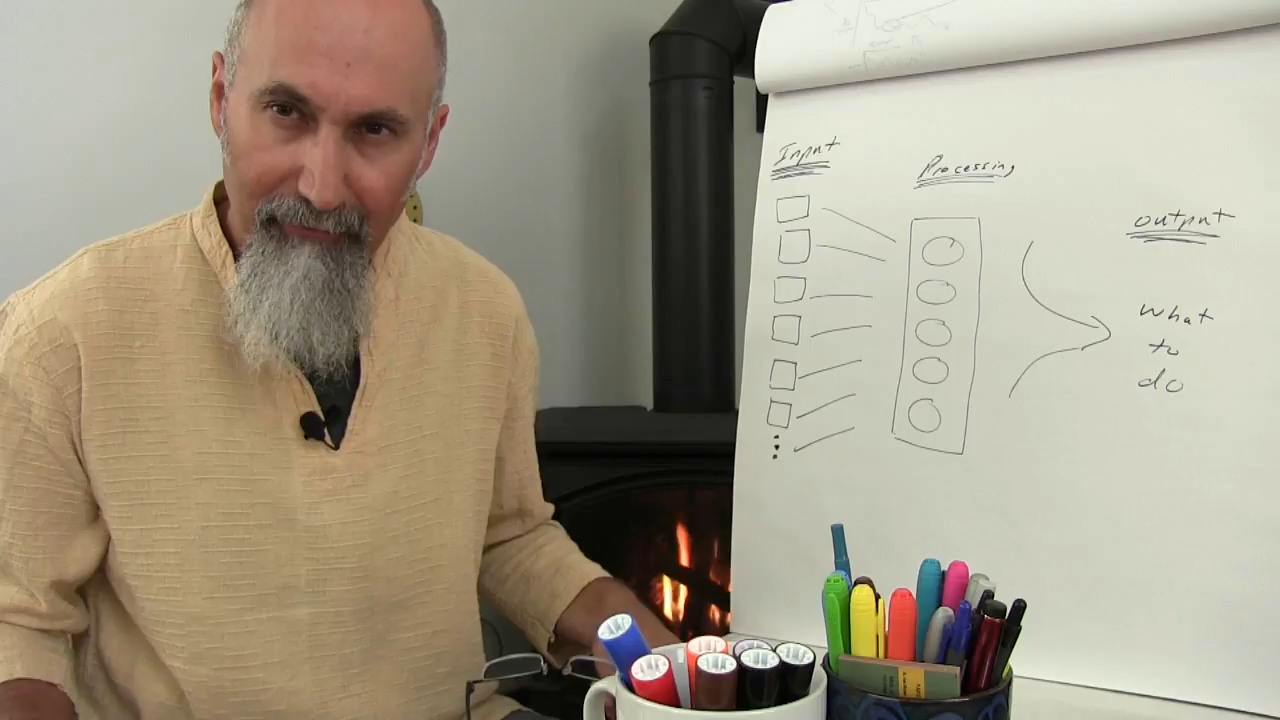 Input
Processing
output
what
to
do